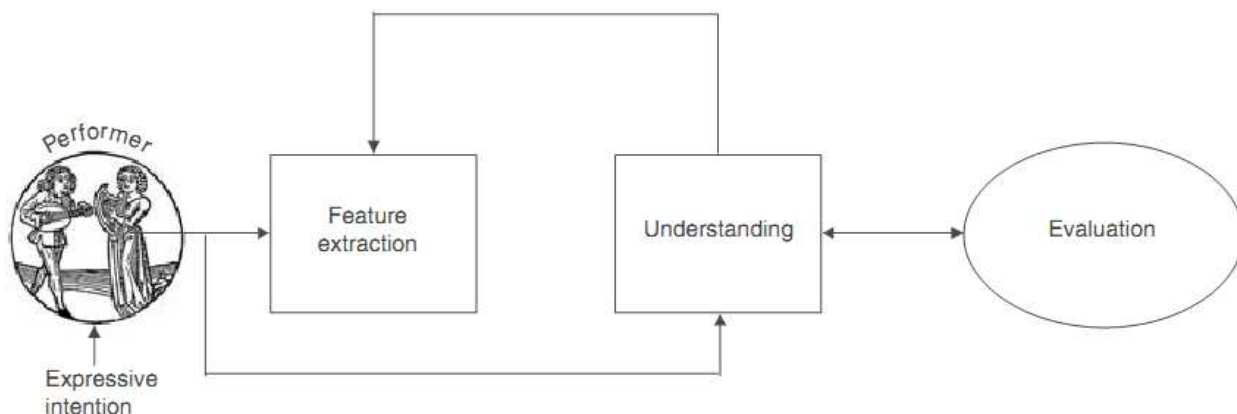 Performer
Feature
extraction
Understanding
Evaluation
Expressive
intention